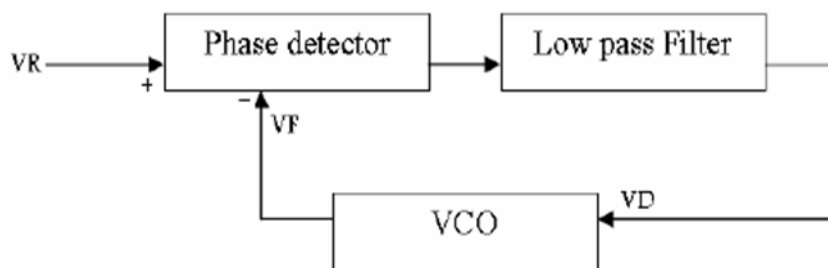 Phase detector
Low pass Filter
VR
+
−
VF
VD
VCO